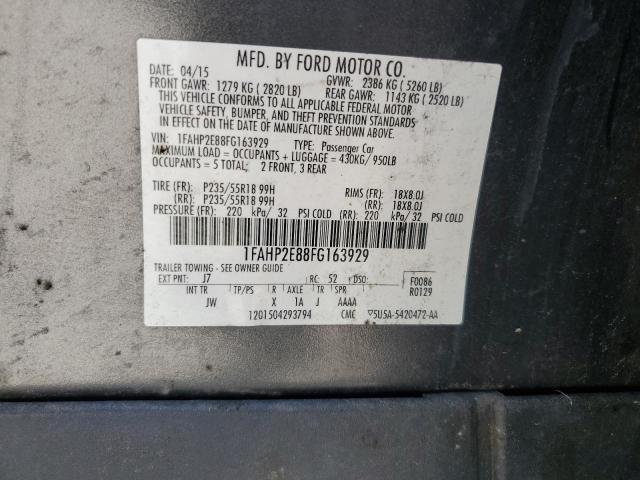 MFD. BY FORD MOTOR CO.
DATE: 04/15 GVWR: 2386 KG ( 5260 LB)
FRONT GAWR: 1279 KG ( 2820 LB) REAR GAWR: 1143 KG ( 2520 LB)
THIS VEHICLE CONFORMS TO ALL APPLICABLE FEDERAL MOTOR
VEHICLE SAFETY, BUMPER, AND THEFT PREVENTION STANDARDS
IN EFFECT ON THE DATE OF MANUFACTURE SHOWN ABOVE.
VIN: 1FAHP2E88FG163929 TYPE: Passenger Car
MAXIMUM LOAD = OCCUPANTS + LUGGAGE = 430KG/950LB
OCCUPANTS = 5 TOTAL; 2 FRONT, 3 REAR
TIRE (FR): P235/55R18 99H RIMS (FR): 18X8.0J
(RR): P235/55R18 99H (RR): 18X8.0J
PRESSURE (FR): 220 kPa/ 32 PSI COLD (RR): 220 kPa/ 32 PSI COLD
1FAHP2E88FG163929
TRAILER TOWING - SEE OWNER GUIDE
EXT PNT: J7 RC: 52 DSO: F0086
INT TR TP/PS R AXLE TR SPR R0129
JW X 1A J AAAA
1201504293794 CME ▽5U5A-5420472-AA